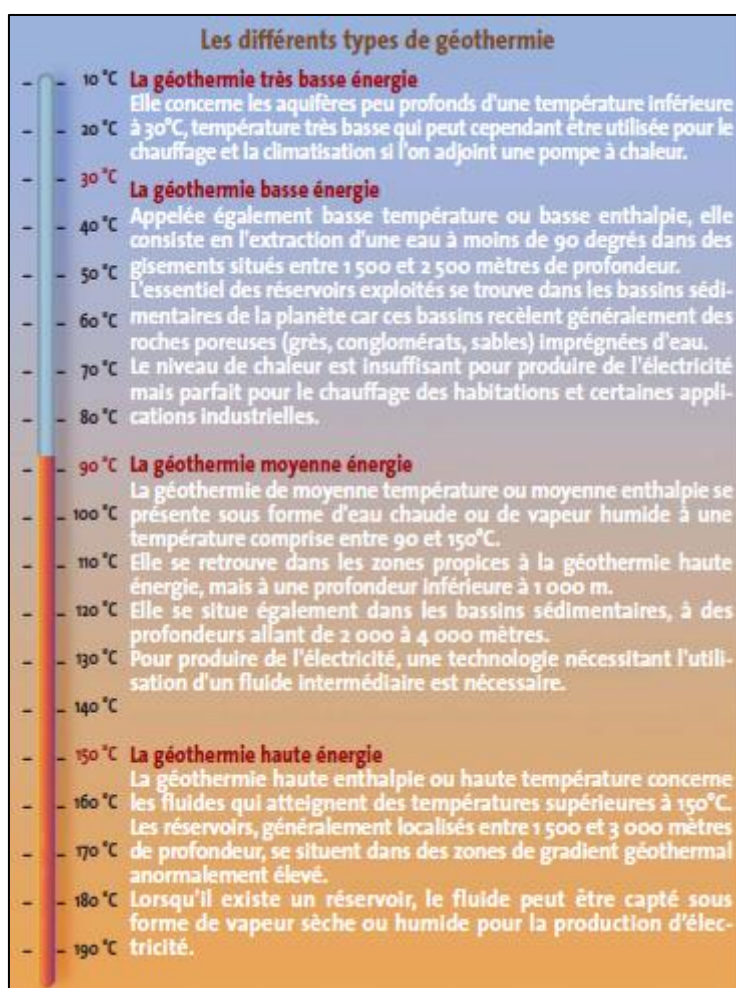 Les différents types de géothermie
10 °C La géothermie très basse énergie
Elle concerne les aquifères peu profonds d'une température inférieure
20 °C à 30°C, température très basse qui peut cependant être utilisée pour le
chauffage et la climatisation si l'on adjoint une pompe à chaleur.
30 °C
La géothermie basse énergie
40 °C Appelée également basse température ou basse enthalpie, elle
consiste en l'extraction d'une eau à moins de 90 degrés dans des
50 °C gisements situés entre 1 500 et 2 500 mètres de profondeur.
L'essentiel des réservoirs exploités se trouve dans les bassins sédi-
60 °C mentaires de la planète car ces bassins recèlent généralement des
roches poreuses (grès, conglomérats, sables) imprégnées d'eau.
70 °C Le niveau de chaleur est insuffisant pour produire de l'électricité
mais parfait pour le chauffage des habitations et certaines appli-
80 °C cations industrielles.
90 °C La géothermie moyenne énergie
La géothermie de moyenne température ou moyenne enthalpie se
100 °C présente sous forme d'eau chaude ou de vapeur humide à une
température comprise entre 90 et 150°C.
110 °C Elle se retrouve dans les zones propices à la géothermie haute
énergie, mais à une profondeur inférieure à 1 000 m.
120 °C Elle se situe également dans les bassins sédimentaires, à des
profondeurs allant de 2 000 à 4 000 mètres.
130 °C Pour produire de l'électricité, une technologie nécessitant l'utili-
sation d'un fluide intermédiaire est nécessaire.
140 °C
150 °C La géothermie haute énergie
La géothermie haute enthalpie ou haute température concerne
160 °C les fluides qui atteignent des températures supérieures à 150°C.
Les réservoirs, généralement localisés entre 1 500 et 3 000 mètres
170 °C de profondeur, se situent dans des zones de gradient géothermal
anormalement élevé.
180 °C Lorsqu'il existe un réservoir, le fluide peut être capté sous
forme de vapeur sèche ou humide pour la production d'élec-
190 °C tricité.